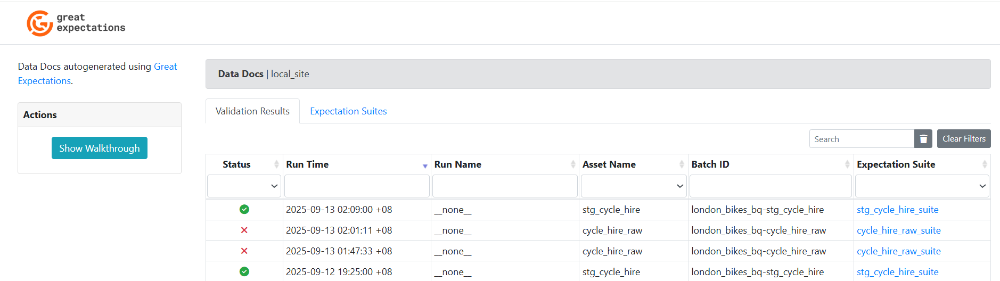 great
expectations
Data Docs autogenerated using Great
Expectations.
Actions
Show Walkthrough
Data Docs | local_site
Validation Results Expectation Suites
Search Clear Filters
Status Run Time Run Name Asset Name Batch ID Expectation Suite
2025-09-13 02:09:00 +08 __none__ stg_cycle_hire london_bikes_bq-stg_cycle_hire stg_cycle_hire_suite
2025-09-13 02:01:11 +08 __none__ cycle_hire_raw london_bikes_bq-cycle_hire_raw cycle_hire_raw_suite
2025-09-13 01:47:33 +08 __none__ cycle_hire_raw london_bikes_bq-cycle_hire_raw cycle_hire_raw_suite
2025-09-12 19:25:00 +08 __none__ stg_cycle_hire london_bikes_bq-stg_cycle_hire stg_cycle_hire_suite